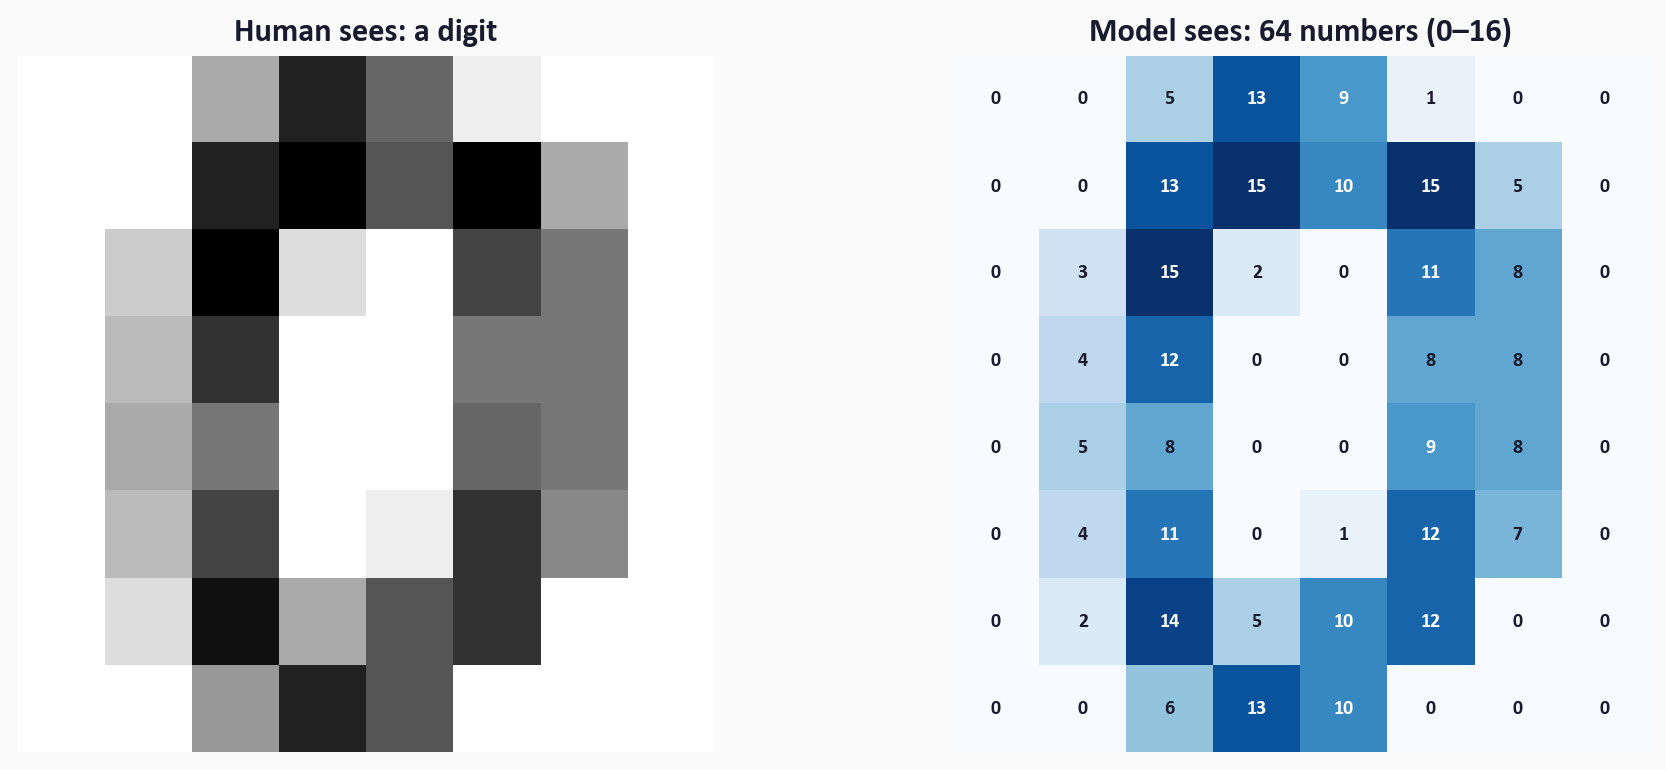 Human sees: a digit
Model sees: 64 numbers (0–16)
0 0 5 13 9 1 0 0
0 0 13 15 10 15 5 0
0 3 15 2 0 11 8 0
0 4 12 0 0 8 8 0
0 5 8 0 0 9 8 0
0 4 11 0 1 12 7 0
0 2 14 5 10 12 0 0
0 0 6 13 10 0 0 0